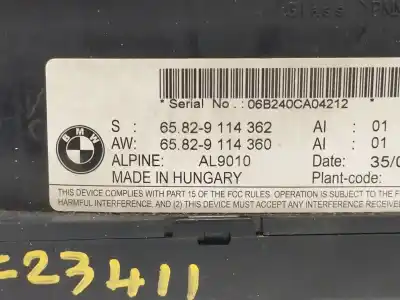 Glass
* Serial No. :06B240CA04212 *
BMW
S : 65.82-9 114 362 AI : 01
AW: 65.82-9 114 360 AI : 01
ALPINE: AL9010 Date: 35/0
MADE IN HUNGARY Plant-code:
THIS DEVICE COMPLIES WITH PART 15 OF THE FCC RULES. OPERATION IS SUBJECT
HARMFUL INTERFERENCE, AND (2) THIS DEVICE MUST ACCEPT ANY INTERFERENCE RECEIVED
=23411